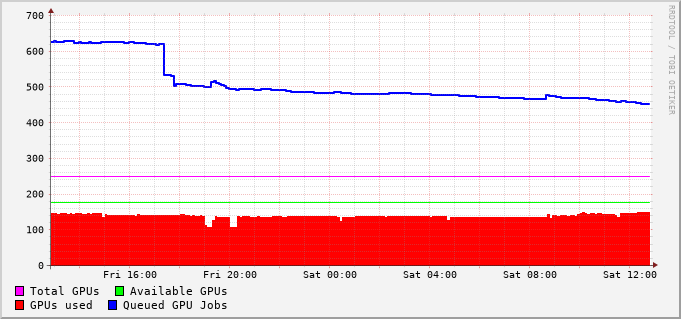 700
600
500
400
300
200
100
0
Fri 16:00 Fri 20:00 Sat 00:00 Sat 04:00 Sat 08:00 Sat 12:00
Total GPUs Available GPUs
GPUs used Queued GPU Jobs
RRDTOOL / TOBI OETIKER